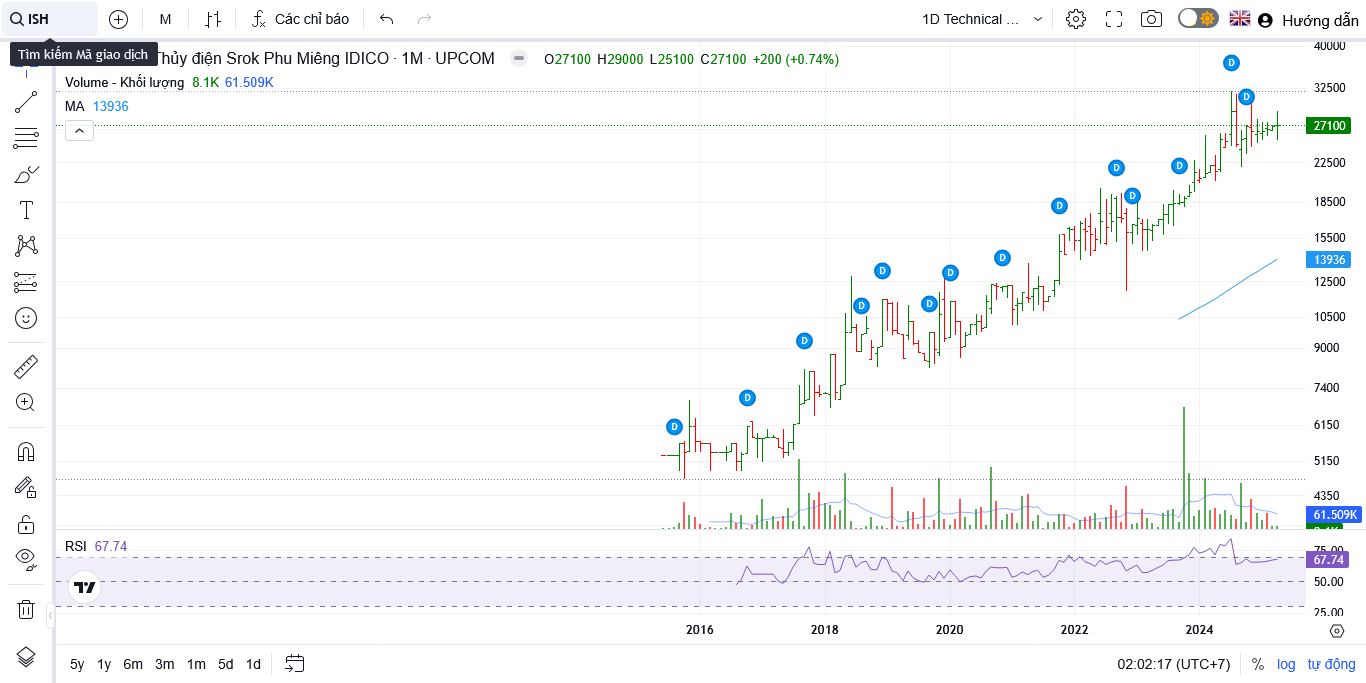 ISH
M
Các chỉ báo
1D Technical ...
Hướng dẫn
Tìm kiếm Mã giao dịch
Thủy điện Srok Phu Miêng IDICO · 1M · UPCOM
O27100 H29000 L25100 C27100 +200 (+0.74%)
Volume - Khối lượng 8.1K 61.509K
MA 13936
40000
32500
27100
22500
18500
15500
13936
12500
10500
9000
7400
6150
5150
4350
61.509K
D
D
D
D
D
D
D
D
D
D
D
D
D
D
RSI 67.74
75.00
67.74
50.00
25.00
2016
2018
2020
2022
2024
5y 1y 6m 3m 1m 5d 1d
02:02:17 (UTC+7)
%
log
tự động